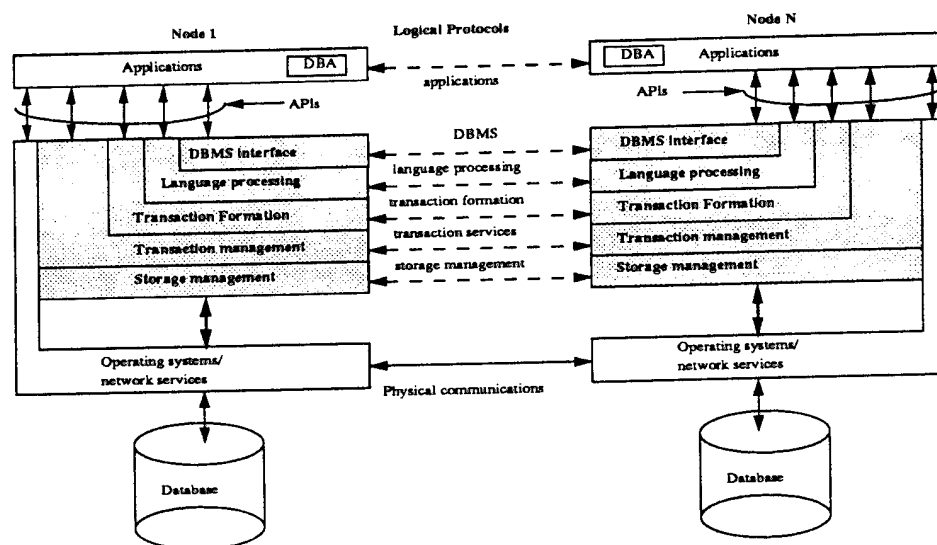 Node 1
Logical Protocols
Node N
Applications
DBA
applications
DBA
Applications
APIs
APIs
DBMS interface
DBMS
DBMS interface
Language processing
language processing
Language processing
Transaction Formation
transaction formation
Transaction Formation
Transaction management
transaction services
Transaction management
Storage management
storage management
Storage management
Operating systems/
network services
Physical communications
Operating systems/
network services
Database
Database